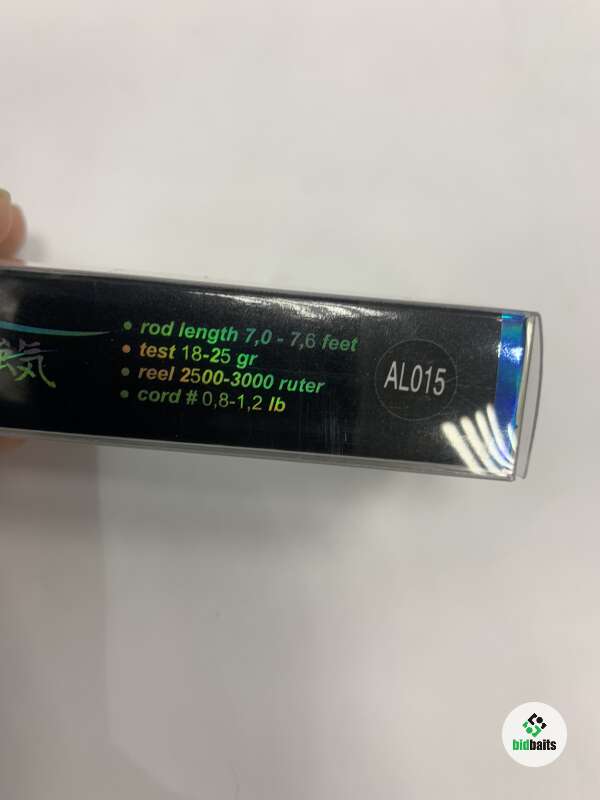 • rod length 7,0 - 7,6 feet
• test 18-25 gr
• reel 2500-3000 ruter
• cord # 0,8-1,2 lb
気
AL015
bidbaits